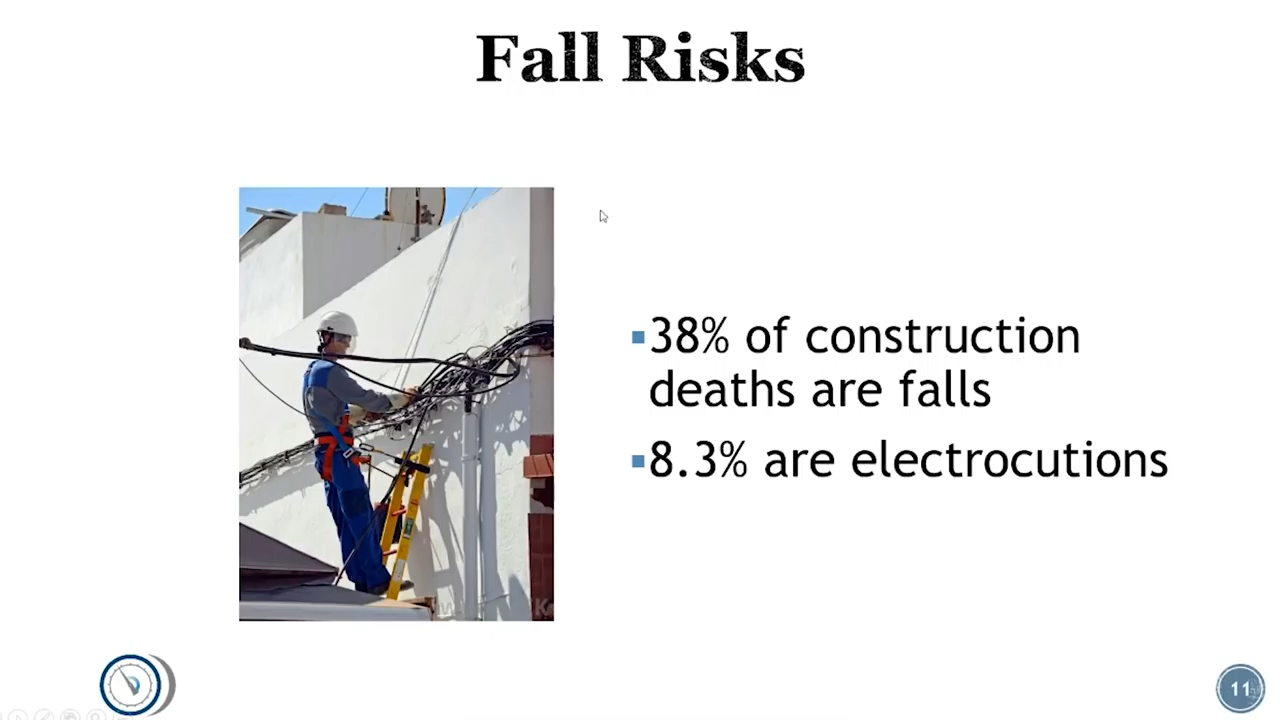 Fall Risks
38% of construction
deaths are falls
8.3% are electrocutions
11